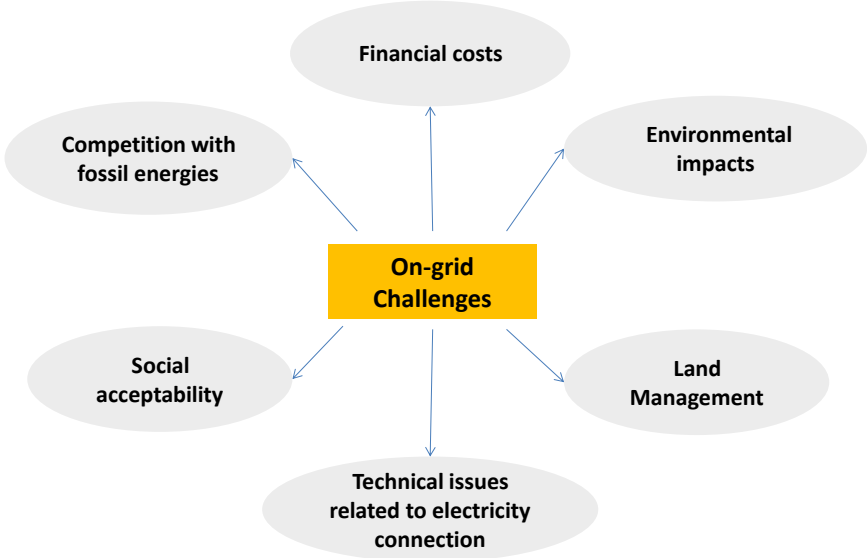 Financial costs
Competition with
fossil energies
Environmental
impacts
On-grid
Challenges
Social
acceptability
Land
Management
Technical issues
related to electricity
connection